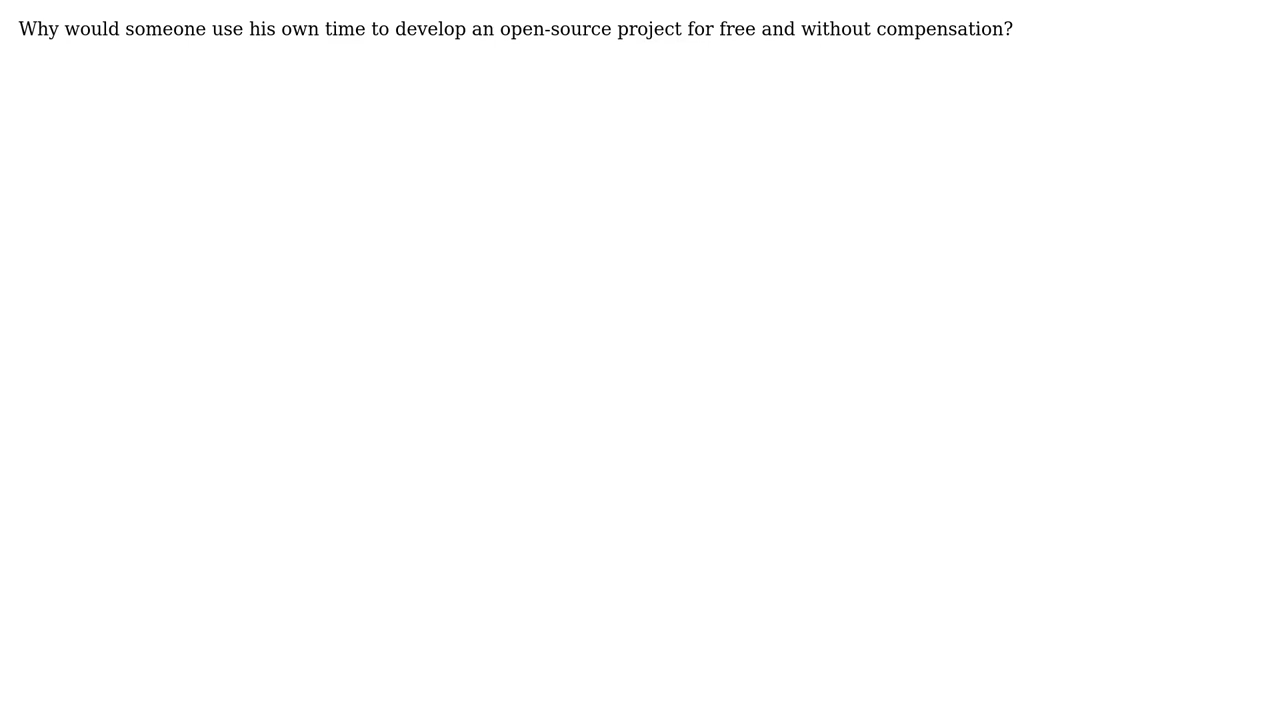 Why would someone use his own time to develop an open-source project for free and without compensation?